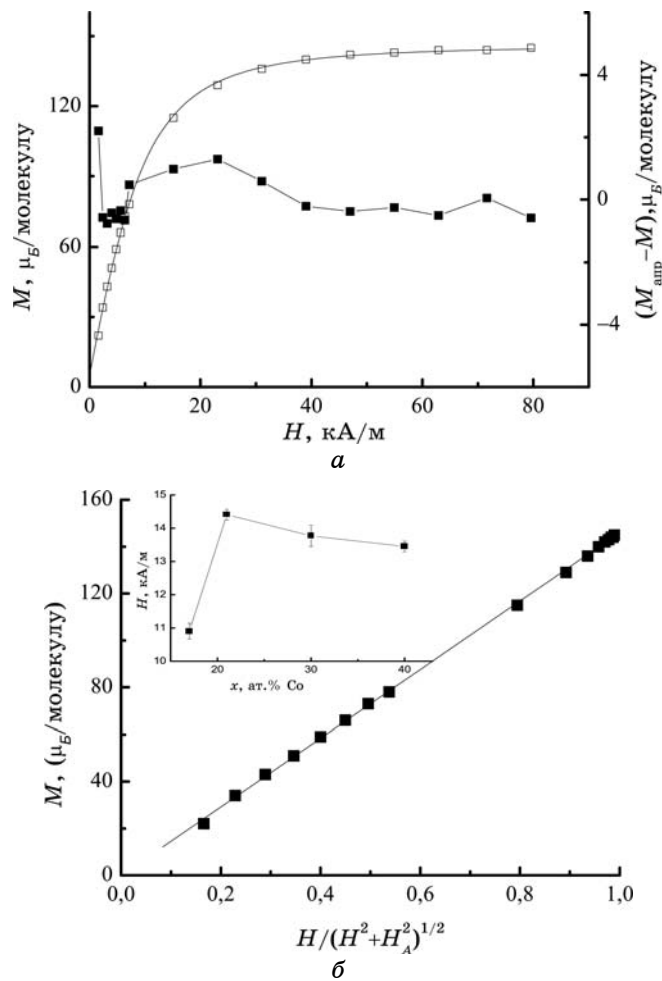 120
60
0
M, μБ/молекулу
4
0
−4
(Mапр−M), μБ/молекулу
0 20 40 60 80
H, кА/м
а
160
120
80
40
0
M, (μБ/молекулу)
15
14
13
12
11
10
H, кА/м
20 30 40
x, ат.% Co
0,0 0,2 0,4 0,6 0,8 1,0
H/(H²+H_A²)^1/2
б